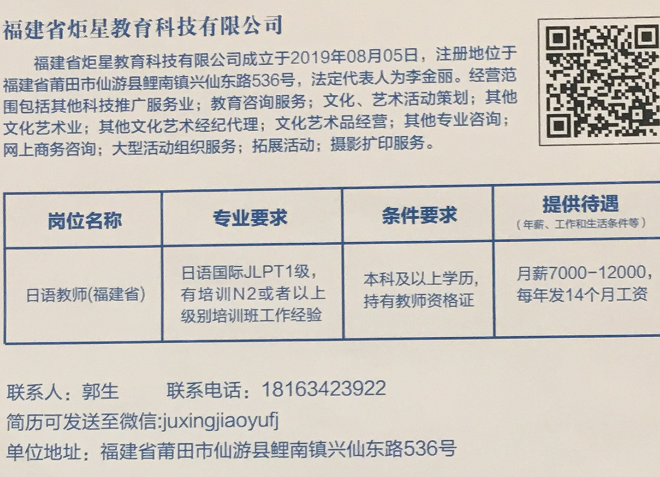 福建省炬星教育科技有限公司
福建省炬星教育科技有限公司成立于2019年08月05日，注册地位于
福建省莆田市仙游县鲤南镇兴仙东路536号，法定代表人为李金丽。经营范
围包括其他科技推广服务业；教育咨询服务；文化、艺术活动策划；其他
文化艺术业；其他文化艺术经纪代理；文化艺术品经营；其他专业咨询；
网上商务咨询；大型活动组织服务；拓展活动；摄影扩印服务。
岗位名称
专业要求
条件要求
提供待遇
（年薪、工作和生活条件等）
日语教师(福建省)
日语国际JLPT1级，
有培训N2或者以上
级别培训班工作经验
本科及以上学历，
持有教师资格证
月薪7000-12000，
每年发14个月工资
联系人：郭生 联系电话：18163423922
简历可发送至微信:juxingjiaoyufj
单位地址：福建省莆田市仙游县鲤南镇兴仙东路536号